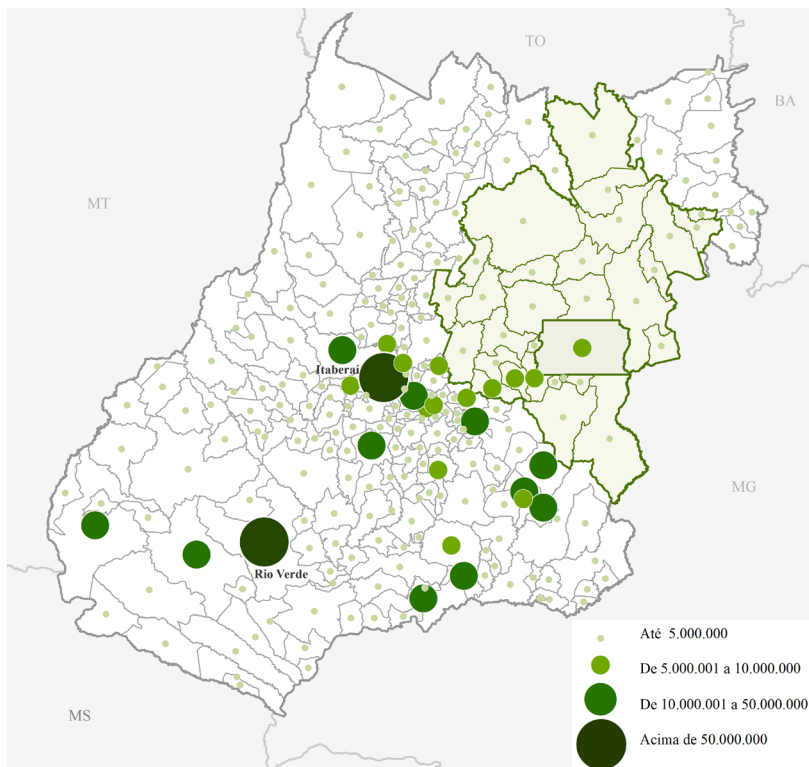 TO
BA
MT
Itaberaí
MG
Rio Verde
Até 5.000.000
De 5.000.001 a 10.000.000
De 10.000.001 a 50.000.000
MS
Acima de 50.000.000